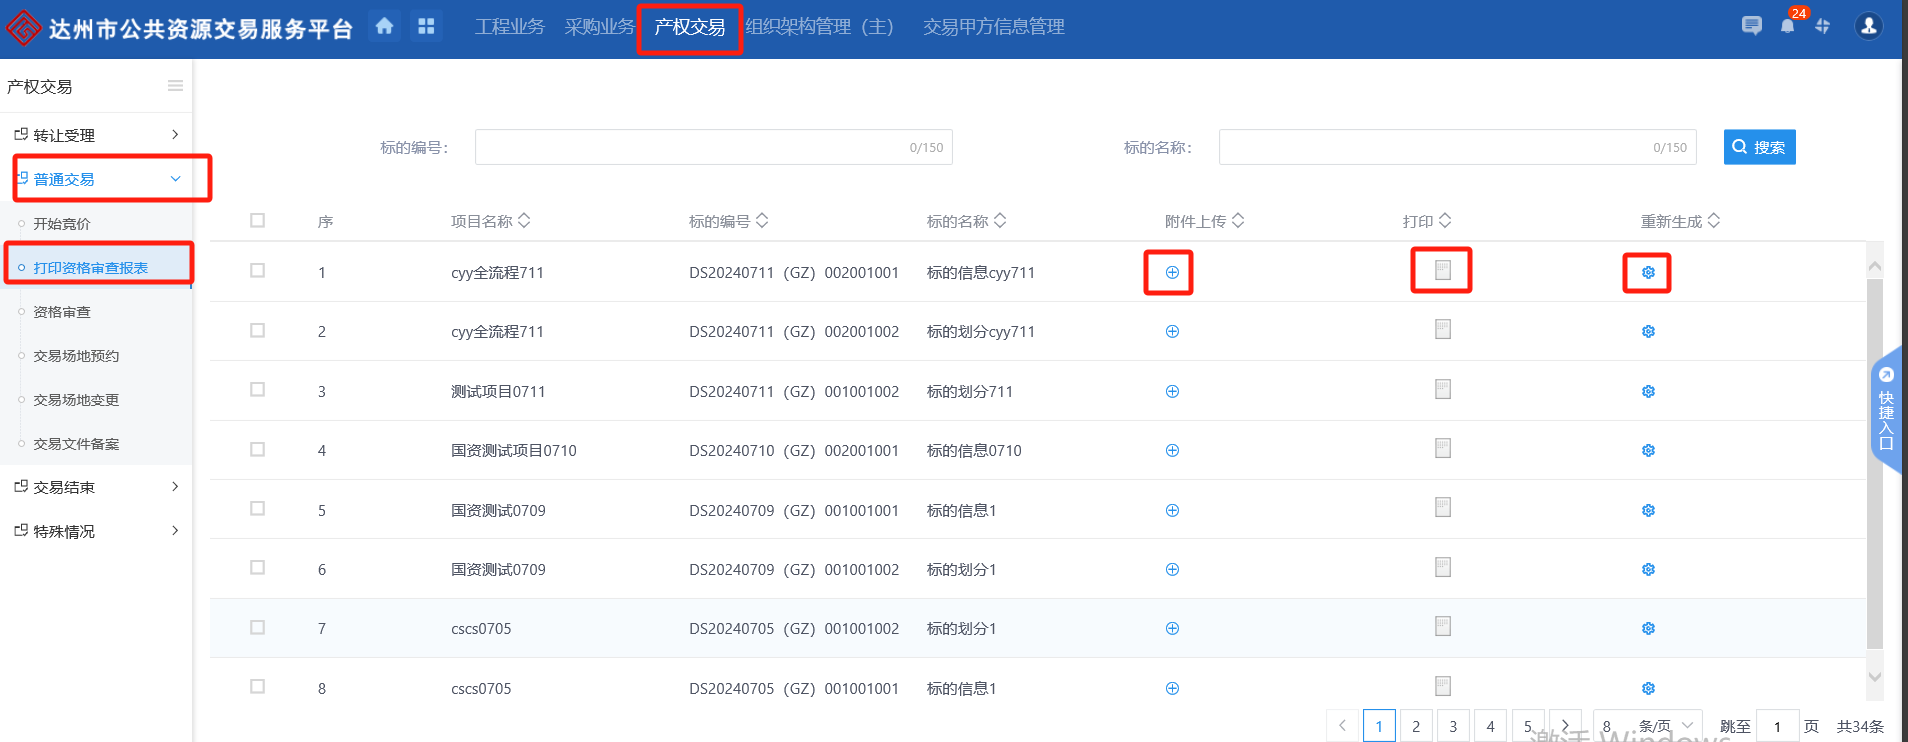 达州市公共资源交易服务平台 工程业务 采购业务 产权交易 组织架构管理（主） 交易甲方信息管理 24
产权交易
转让受理
普通交易
开始竞价
打印资格审查报表
资格审查
交易场地预约
交易场地变更
交易文件备案
交易结束
特殊情况
标的编号： 0/150 标的名称： 0/150 搜索
序 项目名称 标的编号 标的名称 附件上传 打印 重新生成
1 cyy全流程711 DS20240711（GZ）002001001 标的信息cyy711
2 cyy全流程711 DS20240711（GZ）002001002 标的划分cyy711
3 测试项目0711 DS20240711（GZ）001001002 标的划分711
4 国资测试项目0710 DS20240710（GZ）002001001 标的信息0710
5 国资测试0709 DS20240709（GZ）001001001 标的信息1
6 国资测试0709 DS20240709（GZ）001001002 标的划分1
7 cscs0705 DS20240705（GZ）001001002 标的划分1
8 cscs0705 DS20240705（GZ）001001001 标的信息1
快捷入口
1 2 3 4 5 8 条/页 跳至 1 页 共34条
激活 Windows